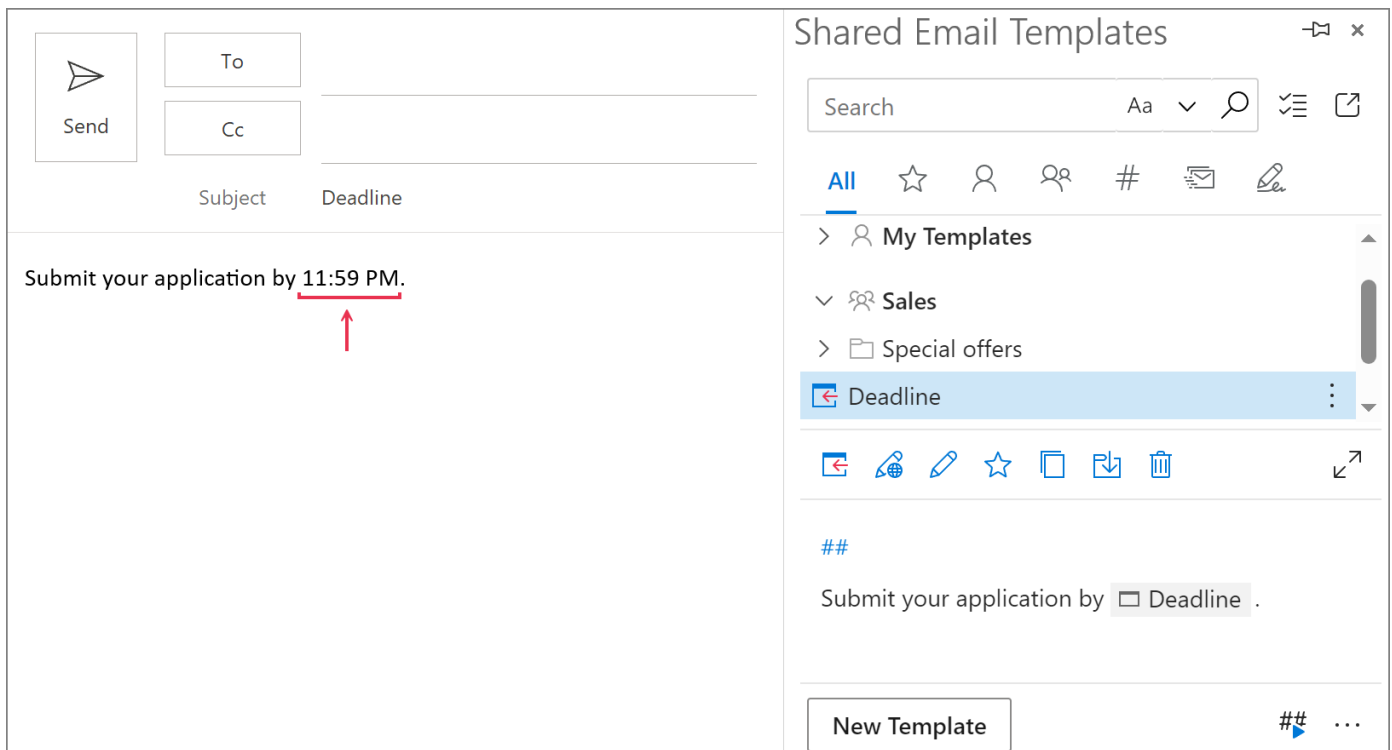 To
Send
Cc
Subject Deadline
Submit your application by 11:59 PM.
Shared Email Templates
Search Aa
All #
My Templates
Sales
Special offers
Deadline
##
Submit your application by Deadline .
New Template
## ...